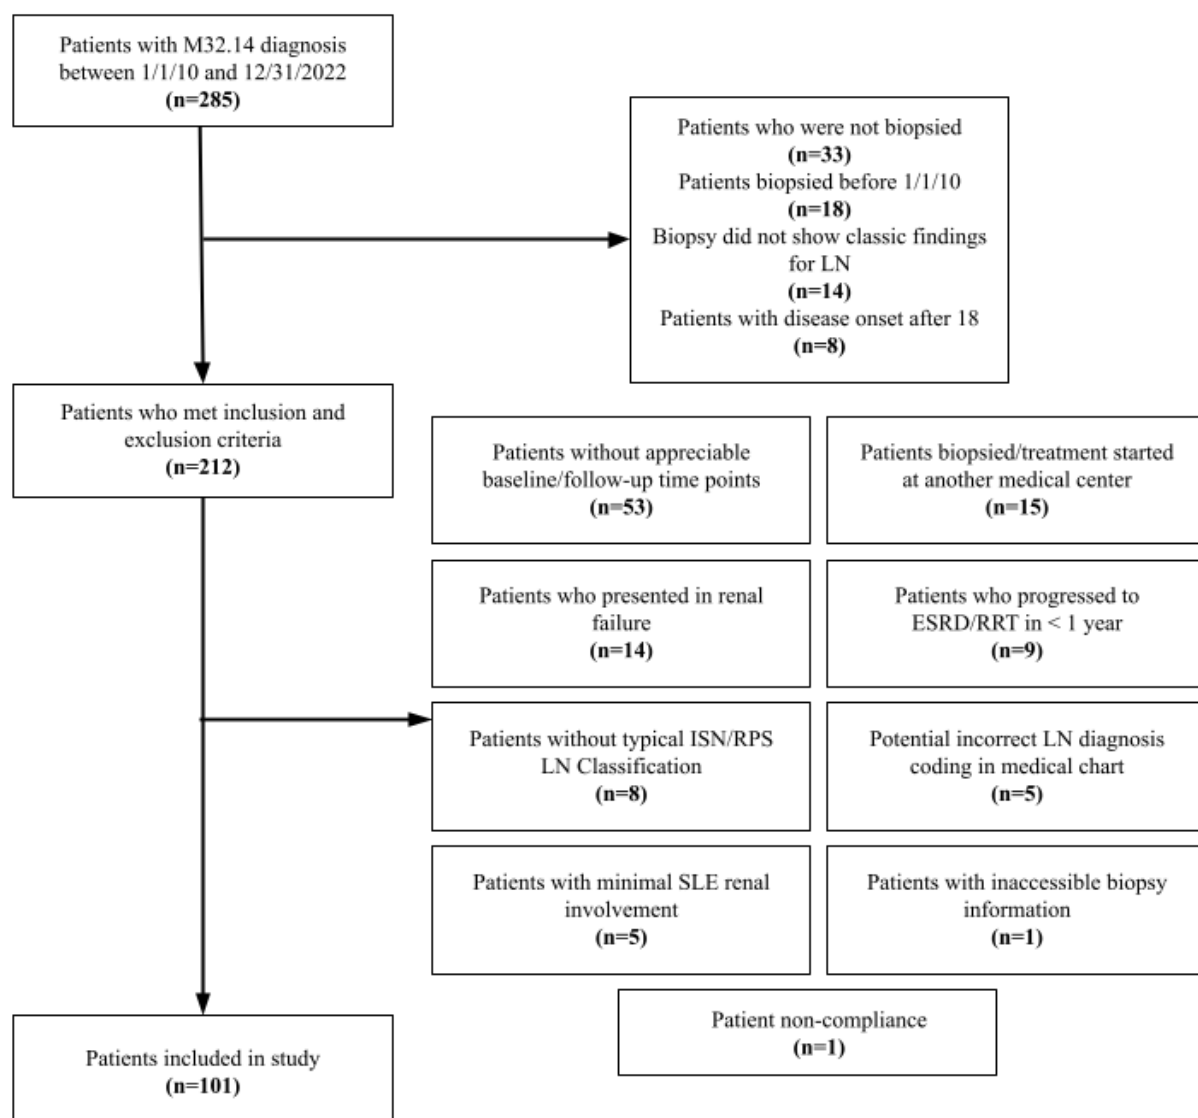 Patients with M32.14 diagnosis
between 1/1/10 and 12/31/2022
(n=285)
Patients who were not biopsied
(n=33)
Patients biopsied before 1/1/10
(n=18)
Biopsy did not show classic findings
for LN
(n=14)
Patients with disease onset after 18
(n=8)
Patients who met inclusion and
exclusion criteria
(n=212)
Patients without appreciable
baseline/follow-up time points
(n=53)
Patients biopsied/treatment started
at another medical center
(n=15)
Patients who presented in renal
failure
(n=14)
Patients who progressed to
ESRD/RRT in < 1 year
(n=9)
Patients without typical ISN/RPS
LN Classification
(n=8)
Potential incorrect LN diagnosis
coding in medical chart
(n=5)
Patients with minimal SLE renal
involvement
(n=5)
Patients with inaccessible biopsy
information
(n=1)
Patient non-compliance
(n=1)
Patients included in study
(n=101)